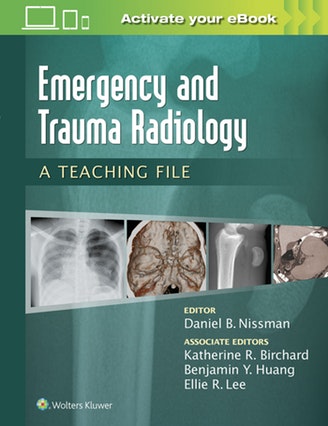 Activate your eBook
Emergency and
Trauma Radiology
A TEACHING FILE
EDITOR
Daniel B. Nissman
ASSOCIATE EDITORS
Katherine R. Birchard
Benjamin Y. Huang
Ellie R. Lee
Wolters Kluwer